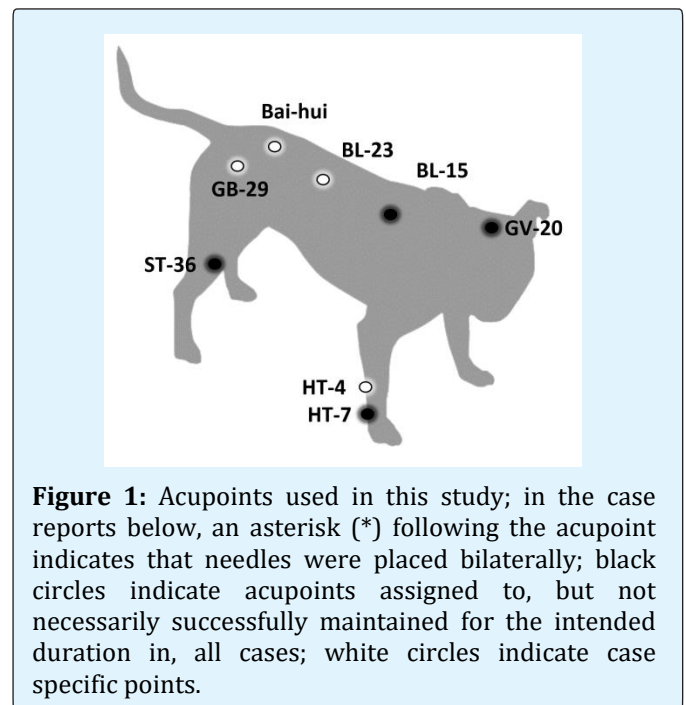 Bai-hui
BL-23
BL-15
GB-29
GV-20
ST-36
HT-4
HT-7
Figure 1: Acupoints used in this study; in the case
reports below, an asterisk (*) following the acupoint
indicates that needles were placed bilaterally; black
circles indicate acupoints assigned to, but not
necessarily successfully maintained for the intended
duration in, all cases; white circles indicate case
specific points.